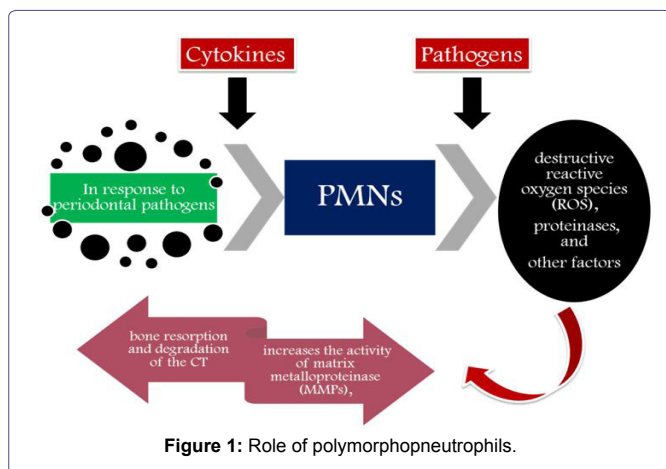 Cytokines
Pathogens
In response to
periodontal pathogens
PMNs
destructive
reactive
oxygen species
(ROS),
proteinases,
and
other factors
bone resorption
and degradation
of the CT
increases the activity
of matrix
metalloproteinase
(MMPs),
Figure 1: Role of polymorphopneutrophils.